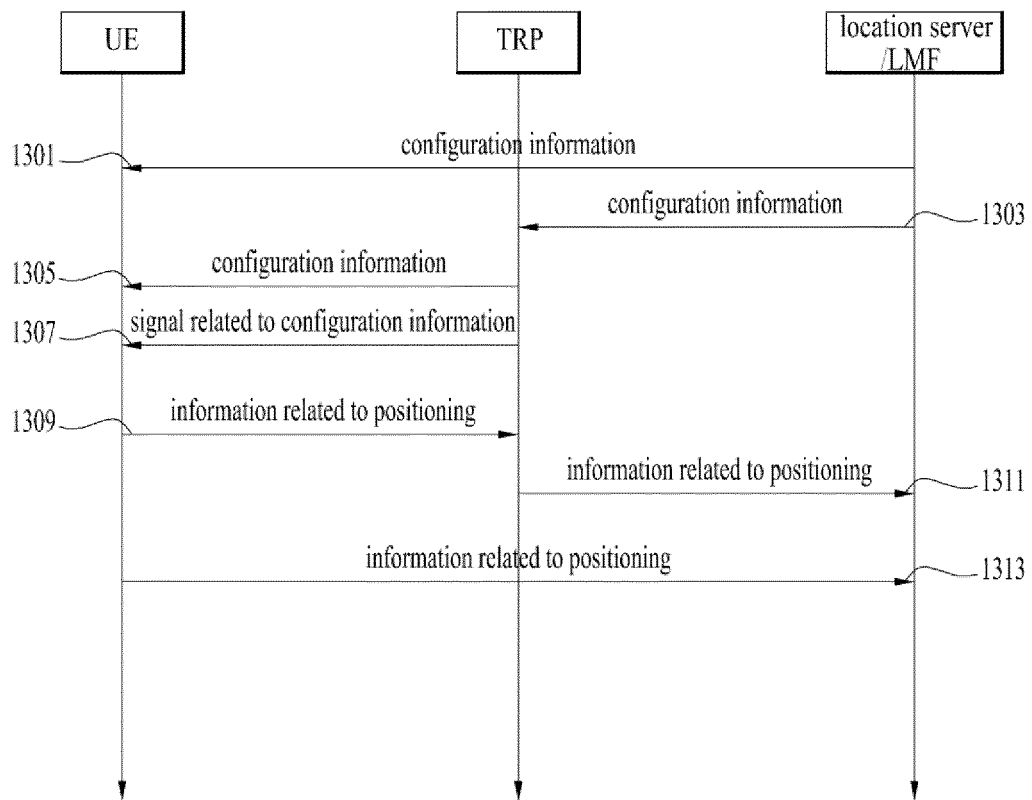 UE
TRP
location server
/LMF
1301
configuration information
configuration information
1303
1305
configuration information
1307
signal related to configuration information
1309
information related to positioning
information related to positioning
1311
information related to positioning
1313